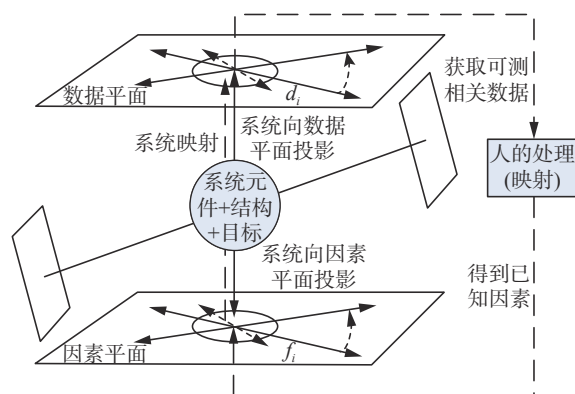 数据平面
d_i
获取可测
相关数据
系统映射
系统向数据
平面投影
人的处理
(映射)
系统元
件+结构
+目标
系统向因素
平面投影
得到已
知因素
因素平面
f_i